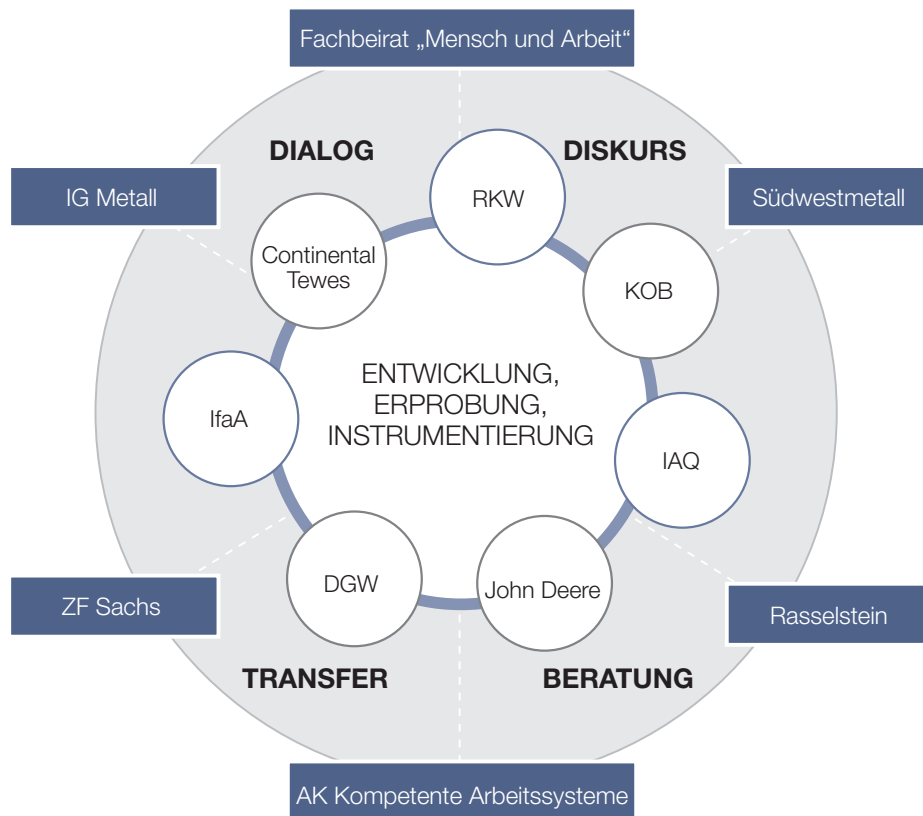 Fachbeirat „Mensch und Arbeit“
DIALOG
DISKURS
IG Metall
RKW
Südwestmetall
Continental
Tewes
KOB
ENTWICKLUNG,
ERPROBUNG,
INSTRUMENTIERUNG
IfaA
IAQ
DGW
John Deere
ZF Sachs
Rasselstein
TRANSFER
BERATUNG
AK Kompetente Arbeitssysteme